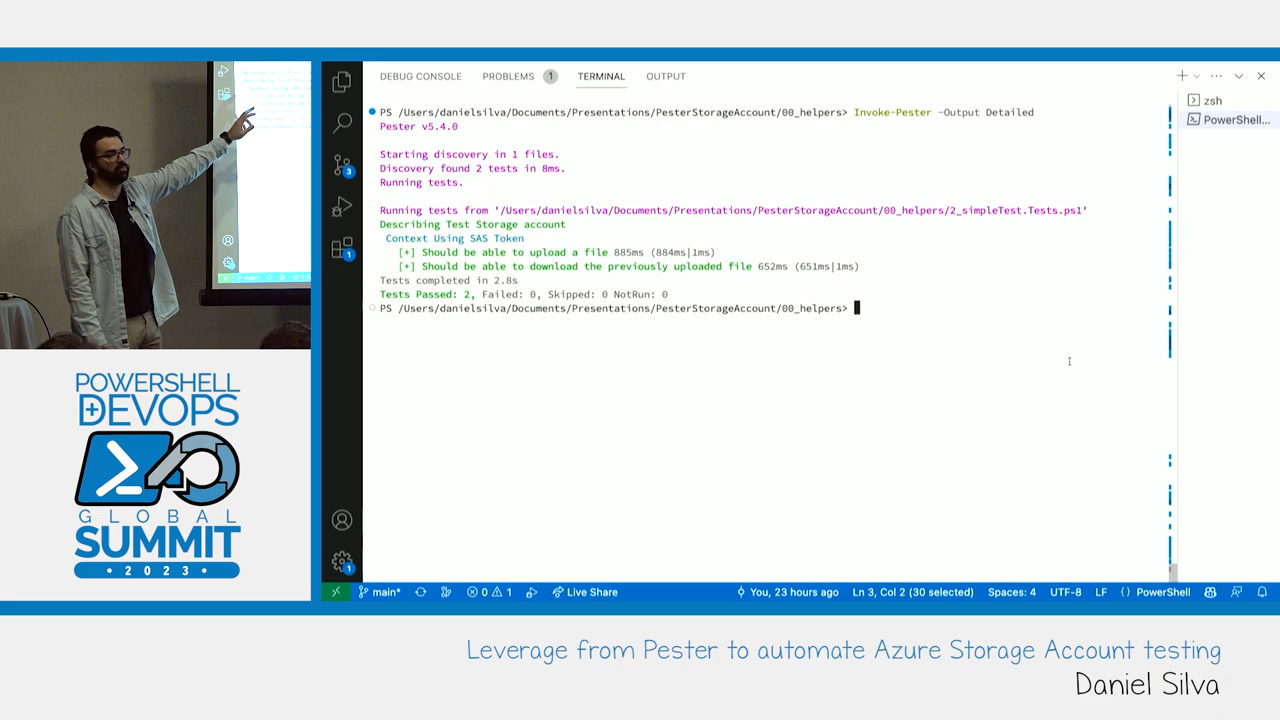 DEBUG CONSOLE PROBLEMS 1 TERMINAL OUTPUT
PS /Users/danielsilva/Documents/Presentations/PesterStorageAccount/00_helpers> Invoke-Pester -Output Detailed
Pester v5.4.0
Starting discovery in 1 files.
Discovery found 2 tests in 8ms.
Running tests.
Running tests from '/Users/danielsilva/Documents/Presentations/PesterStorageAccount/00_helpers/2_simpleTest.Tests.ps1'
Describing Test Storage account
Context Using SAS Token
[+] Should be able to upload a file 885ms (884ms|1ms)
[+] Should be able to download the previously uploaded file 652ms (651ms|1ms)
Tests completed in 2.8s
Tests Passed: 2, Failed: 0, Skipped: 0 NotRun: 0
PS /Users/danielsilva/Documents/Presentations/PesterStorageAccount/00_helpers>
zsh
PowerShell...
3
1
1
main* 0 1 Live Share You, 23 hours ago Ln 3, Col 2 (30 selected) Spaces: 4 UTF-8 LF {} PowerShell
POWERSHELL
+DEVOPS
GLOBAL
SUMMIT
• 2 0 2 3 •
Leverage from Pester to automate Azure Storage Account testing
Daniel Silva